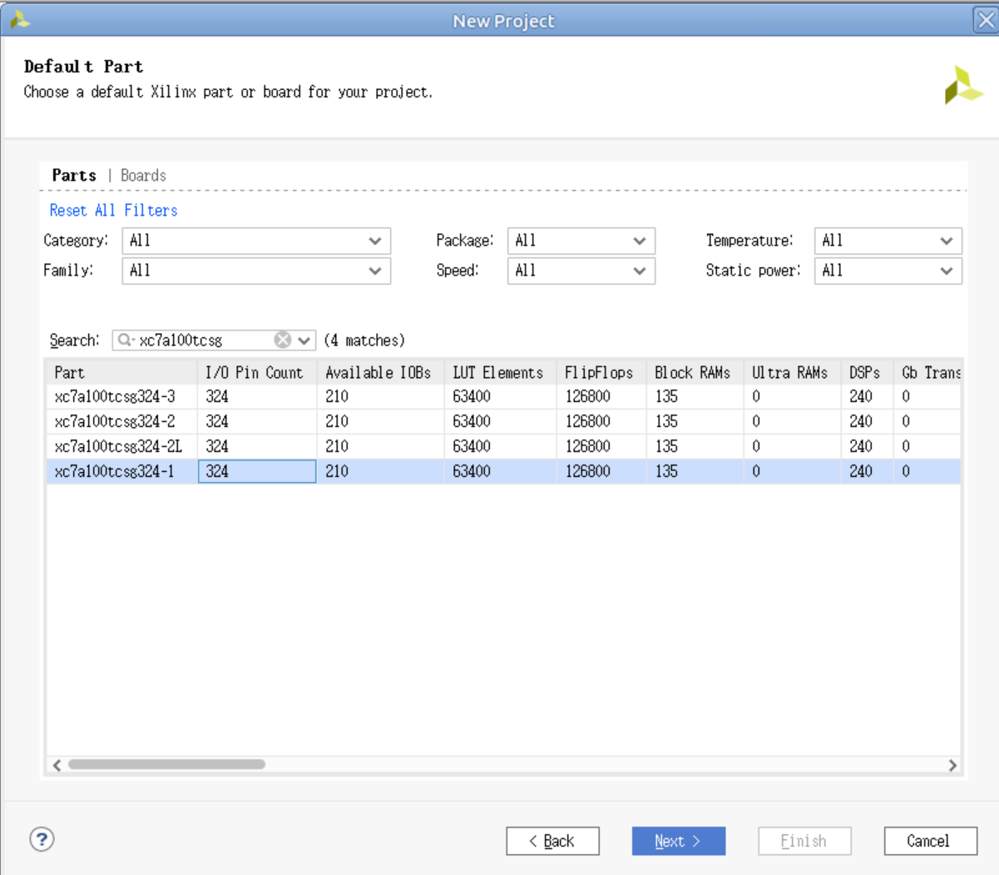 New Project
Default Part
Choose a default Xilinx part or board for your project.
Parts | Boards
Reset All Filters
Category: All Package: All Temperature: All
Family: All Speed: All Static power: All
Search: xc7a100tcsg (4 matches)
Part I/O Pin Count Available IOBs LUT Elements FlipFlops Block RAMs Ultra RAMs DSPs Gb Trans
xc7a100tcsg324-3 324 210 63400 126800 135 0 240 0
xc7a100tcsg324-2 324 210 63400 126800 135 0 240 0
xc7a100tcsg324-2L 324 210 63400 126800 135 0 240 0
xc7a100tcsg324-1 324 210 63400 126800 135 0 240 0
? < Back Next > Finish Cancel